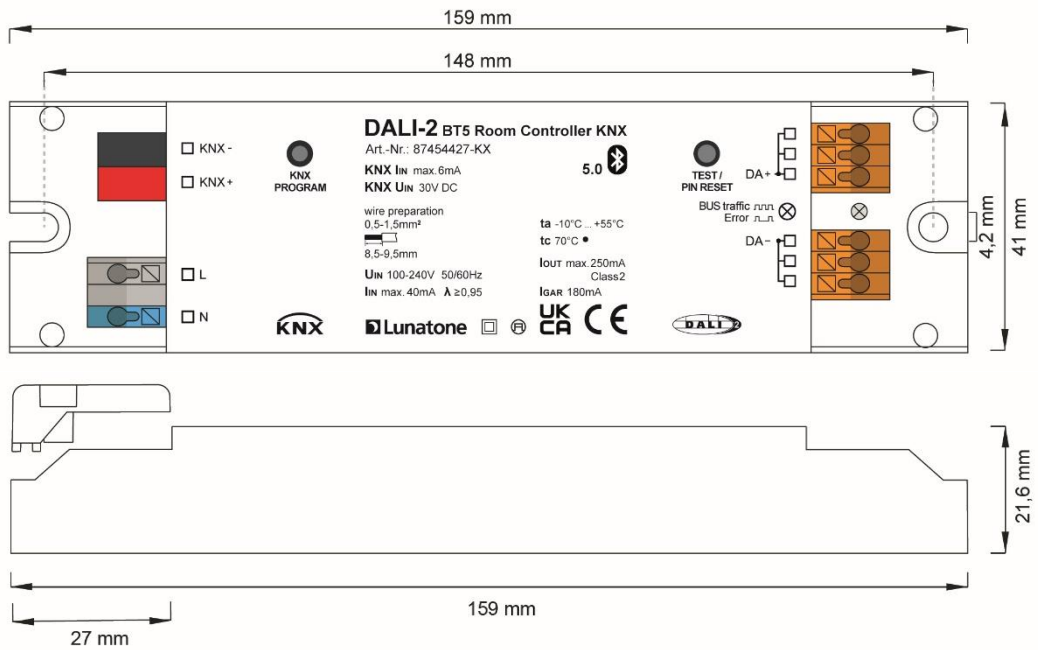 159 mm
148 mm
KNX -
KNX+
L
N
KNX
PROGRAM
KNX
DALI-2 BT5 Room Controller KNX
Art.-Nr.: 87454427-KX
KNX IIN max.6mA
KNX UIN 30V DC
5.0
wire preparation
0,5-1,5mm²
8,5-9,5mm
UIN 100-240V 50/60Hz
IIN max.40mA λ ≥0,95
Lunatone
ta -10°C ... +55°C
tc 70°C •
IOUT max.250mA
Class2
IGAR 180mA
UK
CA CE
TEST /
PIN RESET
DA+
BUS traffic
Error
DA-
DALI 2
4,2 mm
41 mm
21,6 mm
159 mm
27 mm